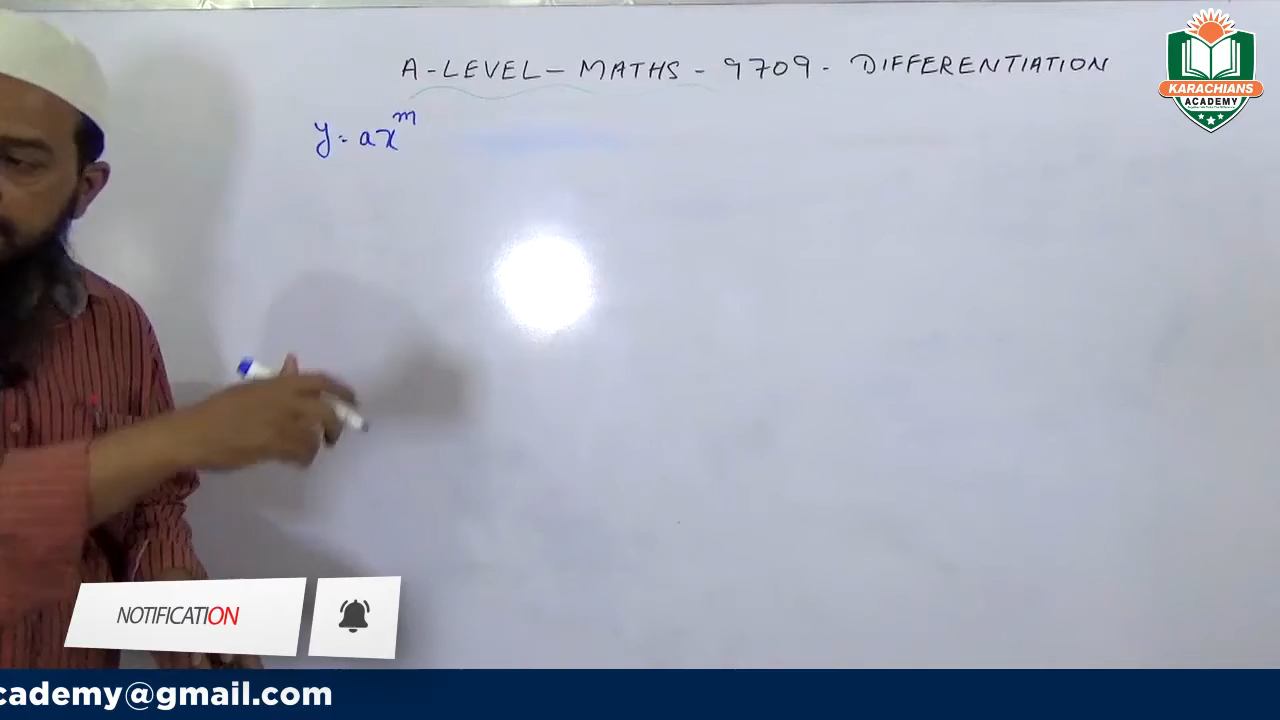 A-LEVEL-MATHS-9709- DIFFERENTIATION
KARACHIANS
ACADEMY
y = ax^m
NOTIFICATION
cademy@gmail.com